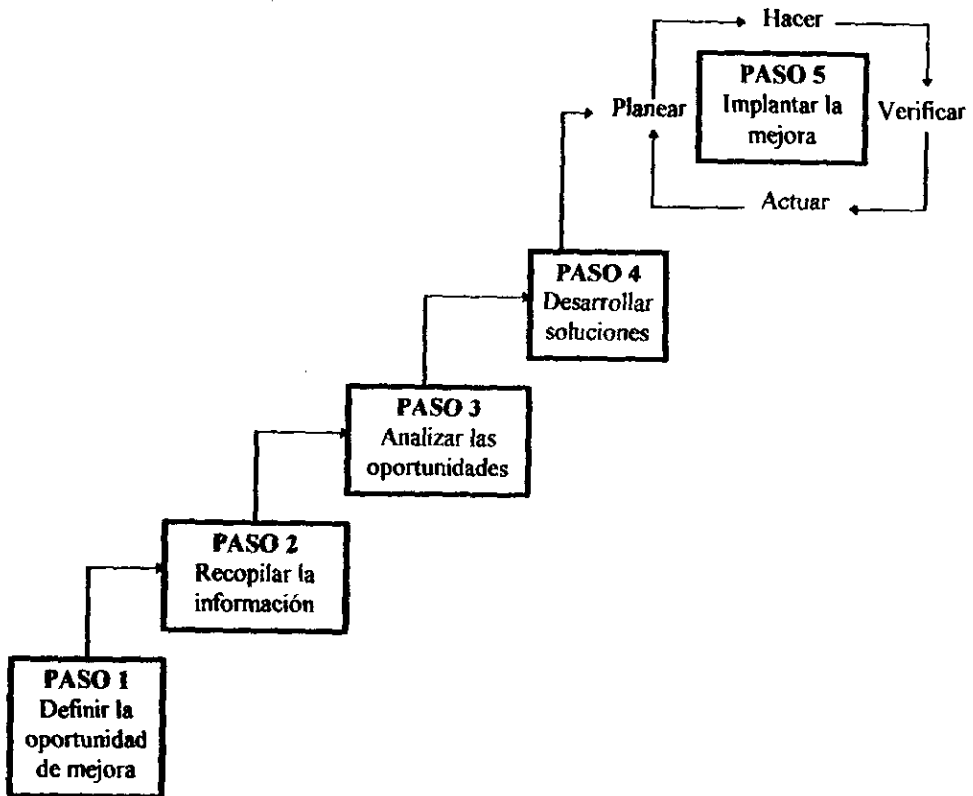 Hacer
PASO 5
Implantar la
mejora
Planear
Verificar
Actuar
PASO 4
Desarrollar
soluciones
PASO 3
Analizar las
oportunidades
PASO 2
Recopilar la
información
PASO 1
Definir la
oportunidad
de mejora